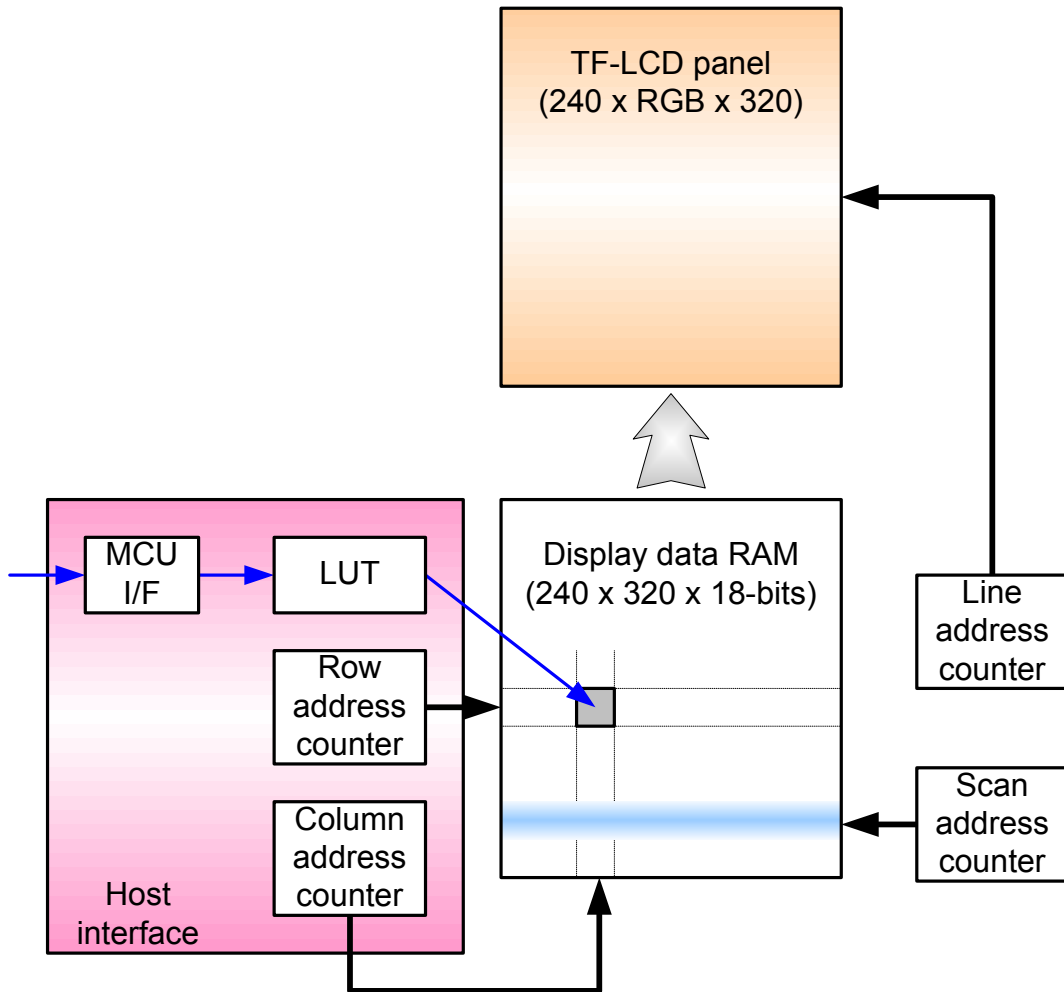 TF-LCD panel
(240 x RGB x 320)
MCU
I/F
LUT
Display data RAM
(240 x 320 x 18-bits)
Line
address
counter
Row
address
counter
Scan
address
counter
Column
address
counter
Host
interface